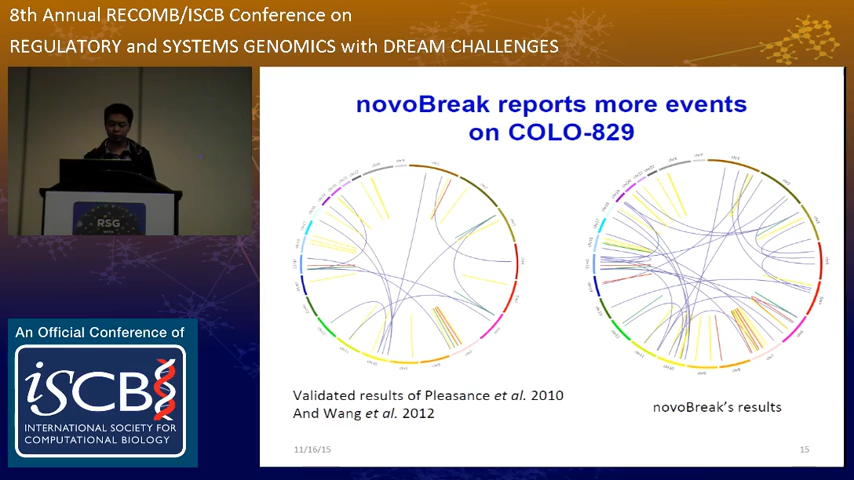 8th Annual RECOMB/ISCB Conference on
REGULATORY and SYSTEMS GENOMICS with DREAM CHALLENGES
RSG
An Official Conference of
ISCB
INTERNATIONAL SOCIETY FOR
COMPUTATIONAL BIOLOGY
novoBreak reports more events
on COLO-829
Validated results of Pleasance et al. 2010
And Wang et al. 2012
novoBreak's results
11/16/15
15